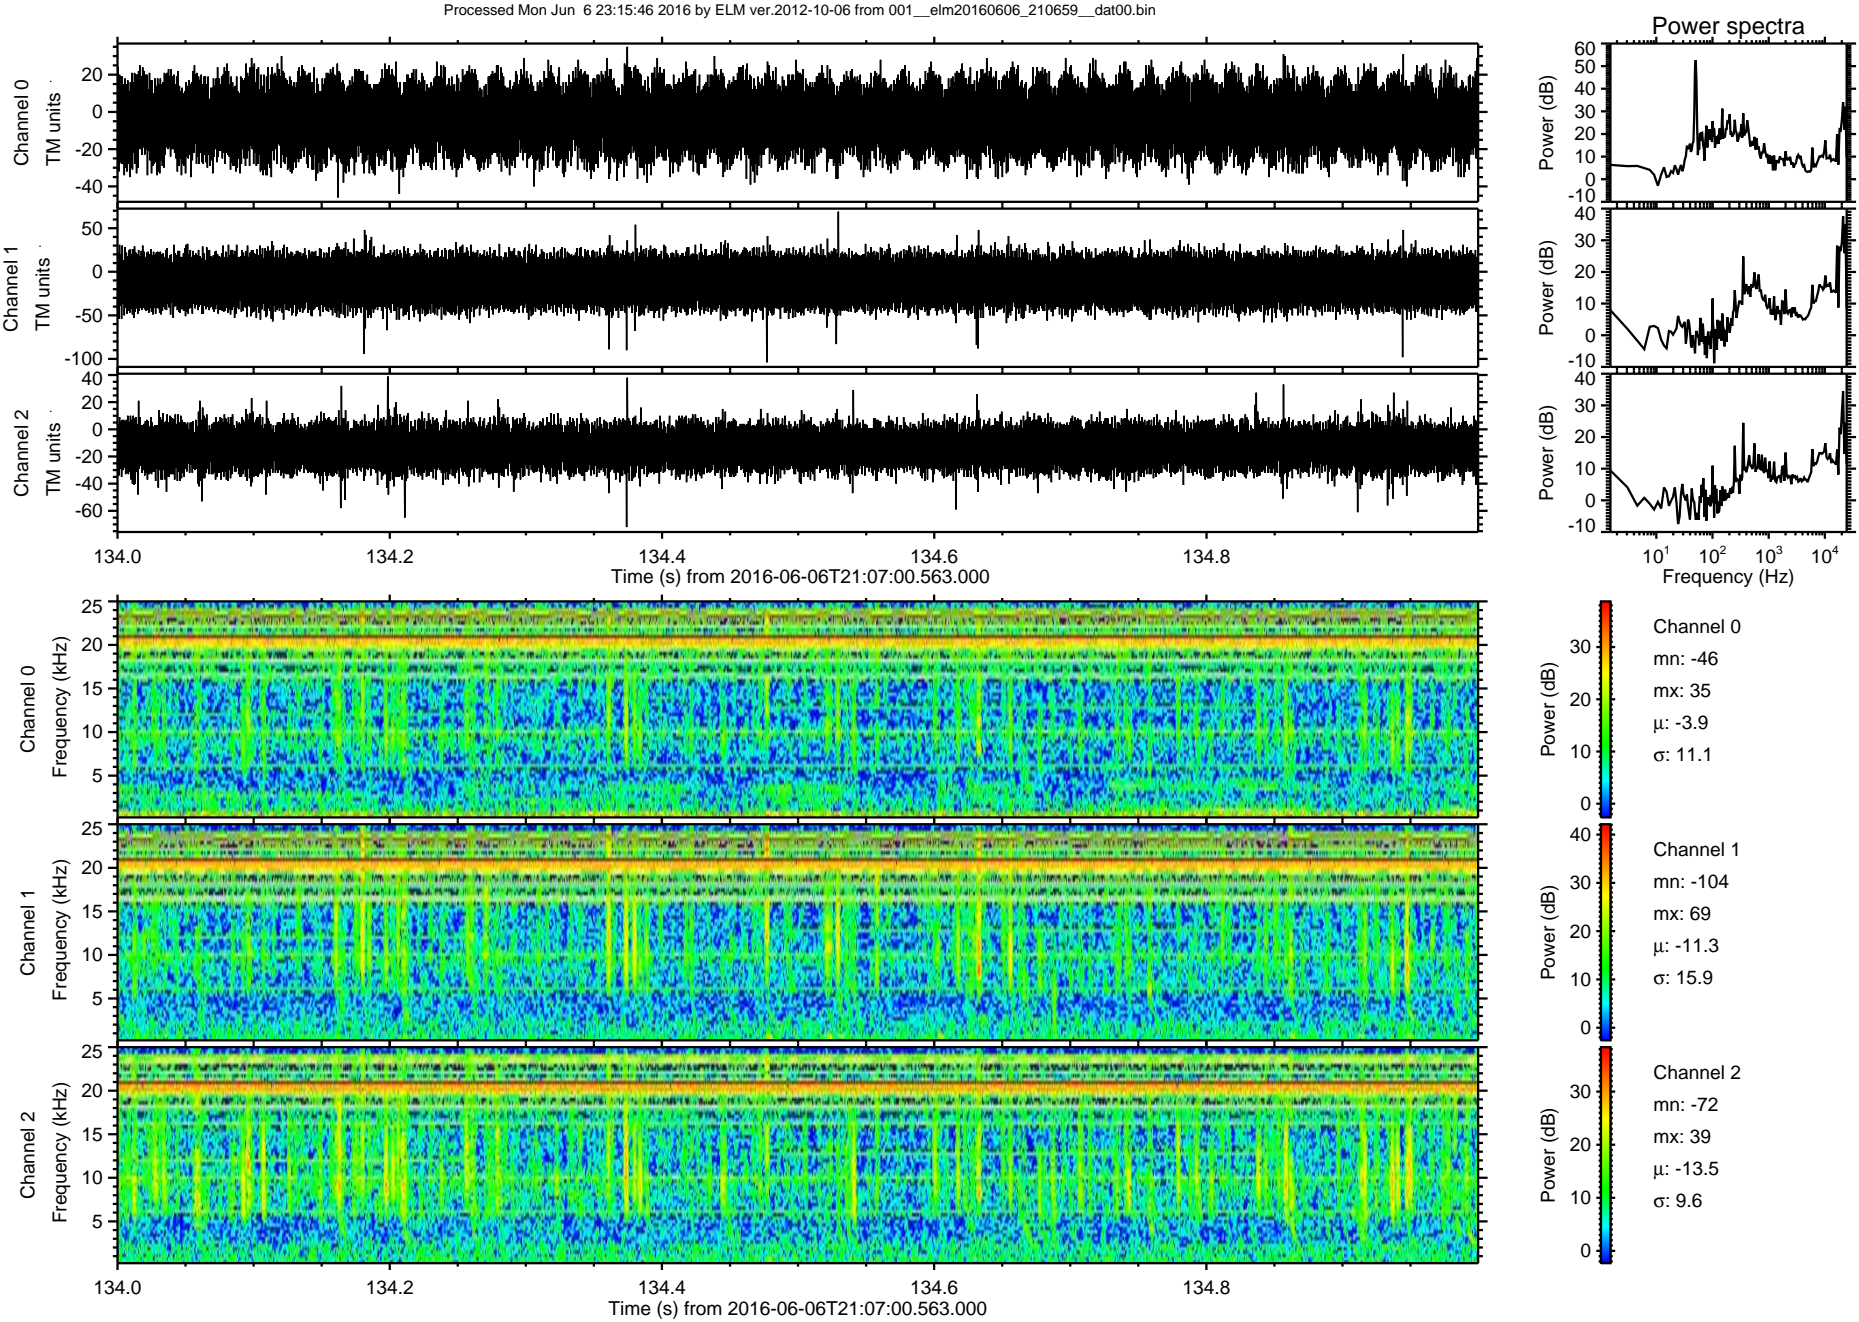 Processed Mon Jun  6 23:15:46 2016 by ELM ver.2012-10-06 from 001__elm20160606_210659__dat00.bin
Power spectra
Channel 0
TM units
20
0
-20
-40
Power (dB)
60
50
40
30
20
10
0
-10
Channel 1
TM units
50
0
-50
-100
Power (dB)
40
30
20
10
0
-10
Channel 2
TM units
40
20
0
-20
-40
-60
Power (dB)
40
30
20
10
0
-10
134.0
134.2
134.4
134.6
134.8
Time (s) from 2016-06-06T21:07:00.563.000
10^1
10^2
10^3
10^4
Frequency (Hz)
Channel 0
Frequency (kHz)
25
20
15
10
5
Power (dB)
30
20
10
0
Channel 0
mn: -46
mx: 35
μ: -3.9
σ: 11.1
Channel 1
Frequency (kHz)
25
20
15
10
5
Power (dB)
40
30
20
10
0
Channel 1
mn: -104
mx: 69
μ: -11.3
σ: 15.9
Channel 2
Frequency (kHz)
25
20
15
10
5
Power (dB)
30
20
10
0
Channel 2
mn: -72
mx: 39
μ: -13.5
σ: 9.6
134.0
134.2
134.4
134.6
134.8
Time (s) from 2016-06-06T21:07:00.563.000